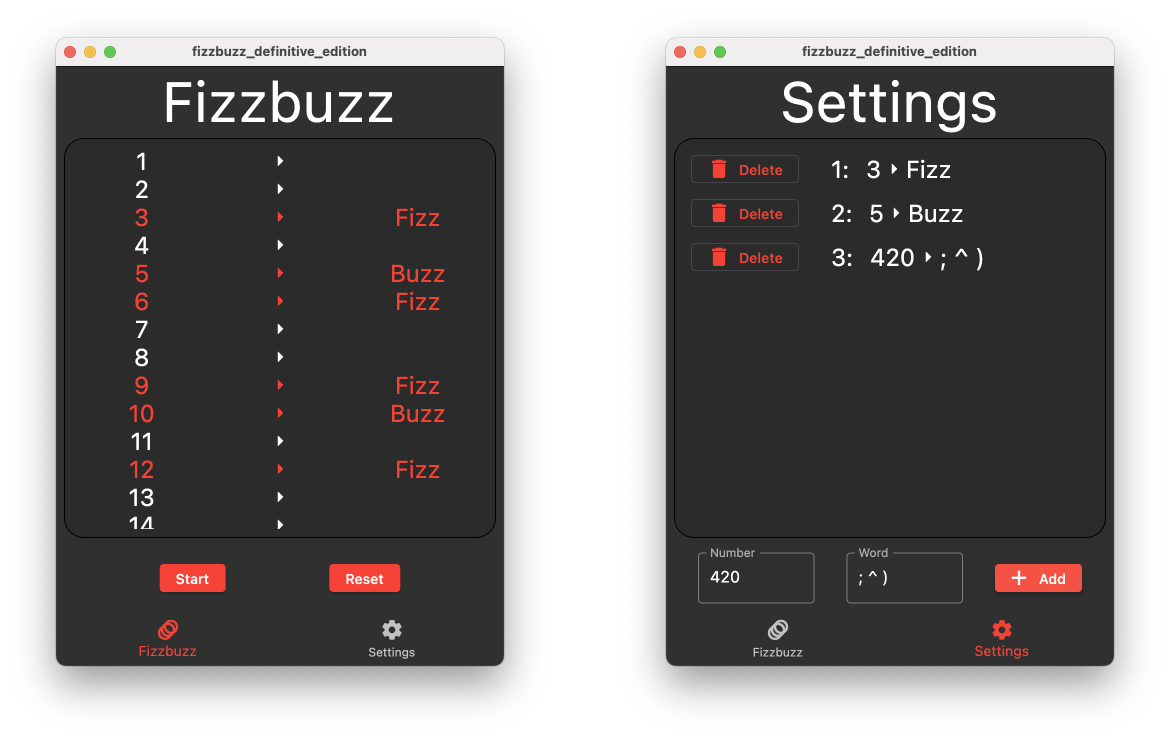 fizzbuzz_definitive_edition
Fizzbuzz
1
2
3 Fizz
4
5 Buzz
6 Fizz
7
8
9 Fizz
10 Buzz
11
12 Fizz
13
14
Start Reset
Fizzbuzz Settings
fizzbuzz_definitive_edition
Settings
Delete 1: 3 Fizz
Delete 2: 5 Buzz
Delete 3: 420 ; ^ )
Number Word
420 ; ^ ) + Add
Fizzbuzz Settings